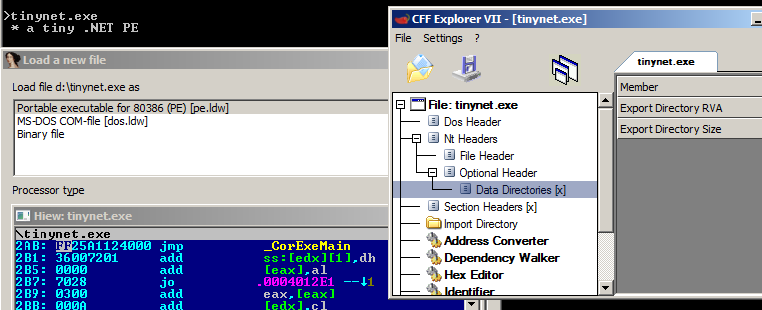 >tinynet.exe
* a tiny .NET PE
Load a new file
Load file d:\tinynet.exe as
Portable executable for 80386 (PE) [pe.ldw]
MS-DOS COM-file [dos.ldw]
Binary file
Processor type
Hiew: tinynet.exe
\tinynet.exe
2AB: FF25A1124000 jmp _CorExeMain
2B1: 36007201 add ss:[edx][1],dh
2B5: 0000 add [eax],al
2B7: 7028 jo .0004012E1 --↓1
2B9: 0300 add eax,[eax]
2BB: 000A add [edx],cl
CFF Explorer VII - [tinynet.exe]
File Settings ?
tinynet.exe
Member
Export Directory RVA
Export Directory Size
File: tinynet.exe
Dos Header
Nt Headers
File Header
Optional Header
Data Directories [x]
Section Headers [x]
Import Directory
Address Converter
Dependency Walker
Hex Editor
Identifier